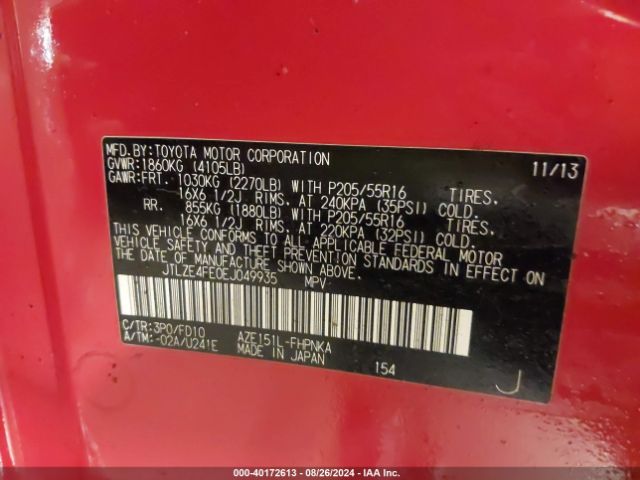 MFD.BY:TOYOTA MOTOR CORPORATION 11/13
GVWR:1860KG (4105LB)
GAWR:FRT. 1030KG (2270LB) WITH P205/55R16 TIRES,
16X6 1/2J RIMS, AT 240KPA (35PSI) COLD.
RR. 855KG (1880LB) WITH P205/55R16 TIRES,
16X6 1/2J RIMS, AT 220KPA (32PSI) COLD.
THIS VEHICLE CONFORMS TO ALL APPLICABLE FEDERAL MOTOR
VEHICLE SAFETY AND THEFT PREVENTION STANDARDS IN EFFECT ON
THE DATE OF MANUFACTURE SHOWN ABOVE.
JTLZE4FE0EJ049935 MPV
C/TR:3P0/FD10 AZE151L-FHPNKA
A/TM:-02A/U241E MADE IN JAPAN
154
J
000-40172613 - 08/26/2024 - IAA Inc.